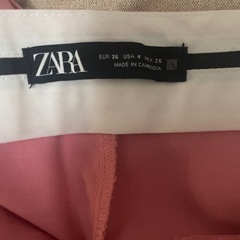 ZARA
EUR 36 USA 4 MEX 26
MADE IN CAMBODIA